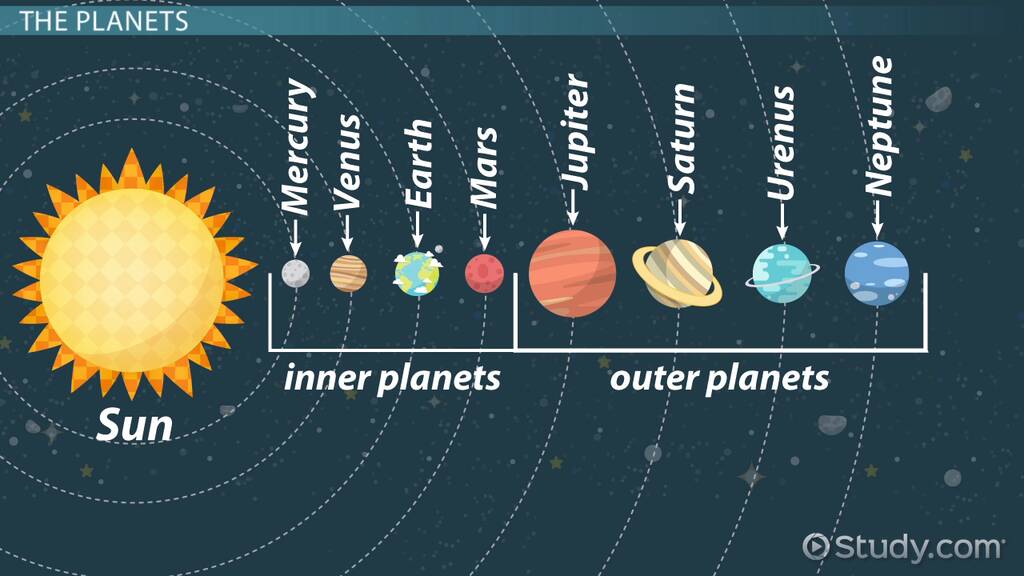 THE PLANETS
Mercury
Venus
Earth
Mars
Jupiter
Saturn
Urenus
Neptune
inner planets
outer planets
Sun
Study.com